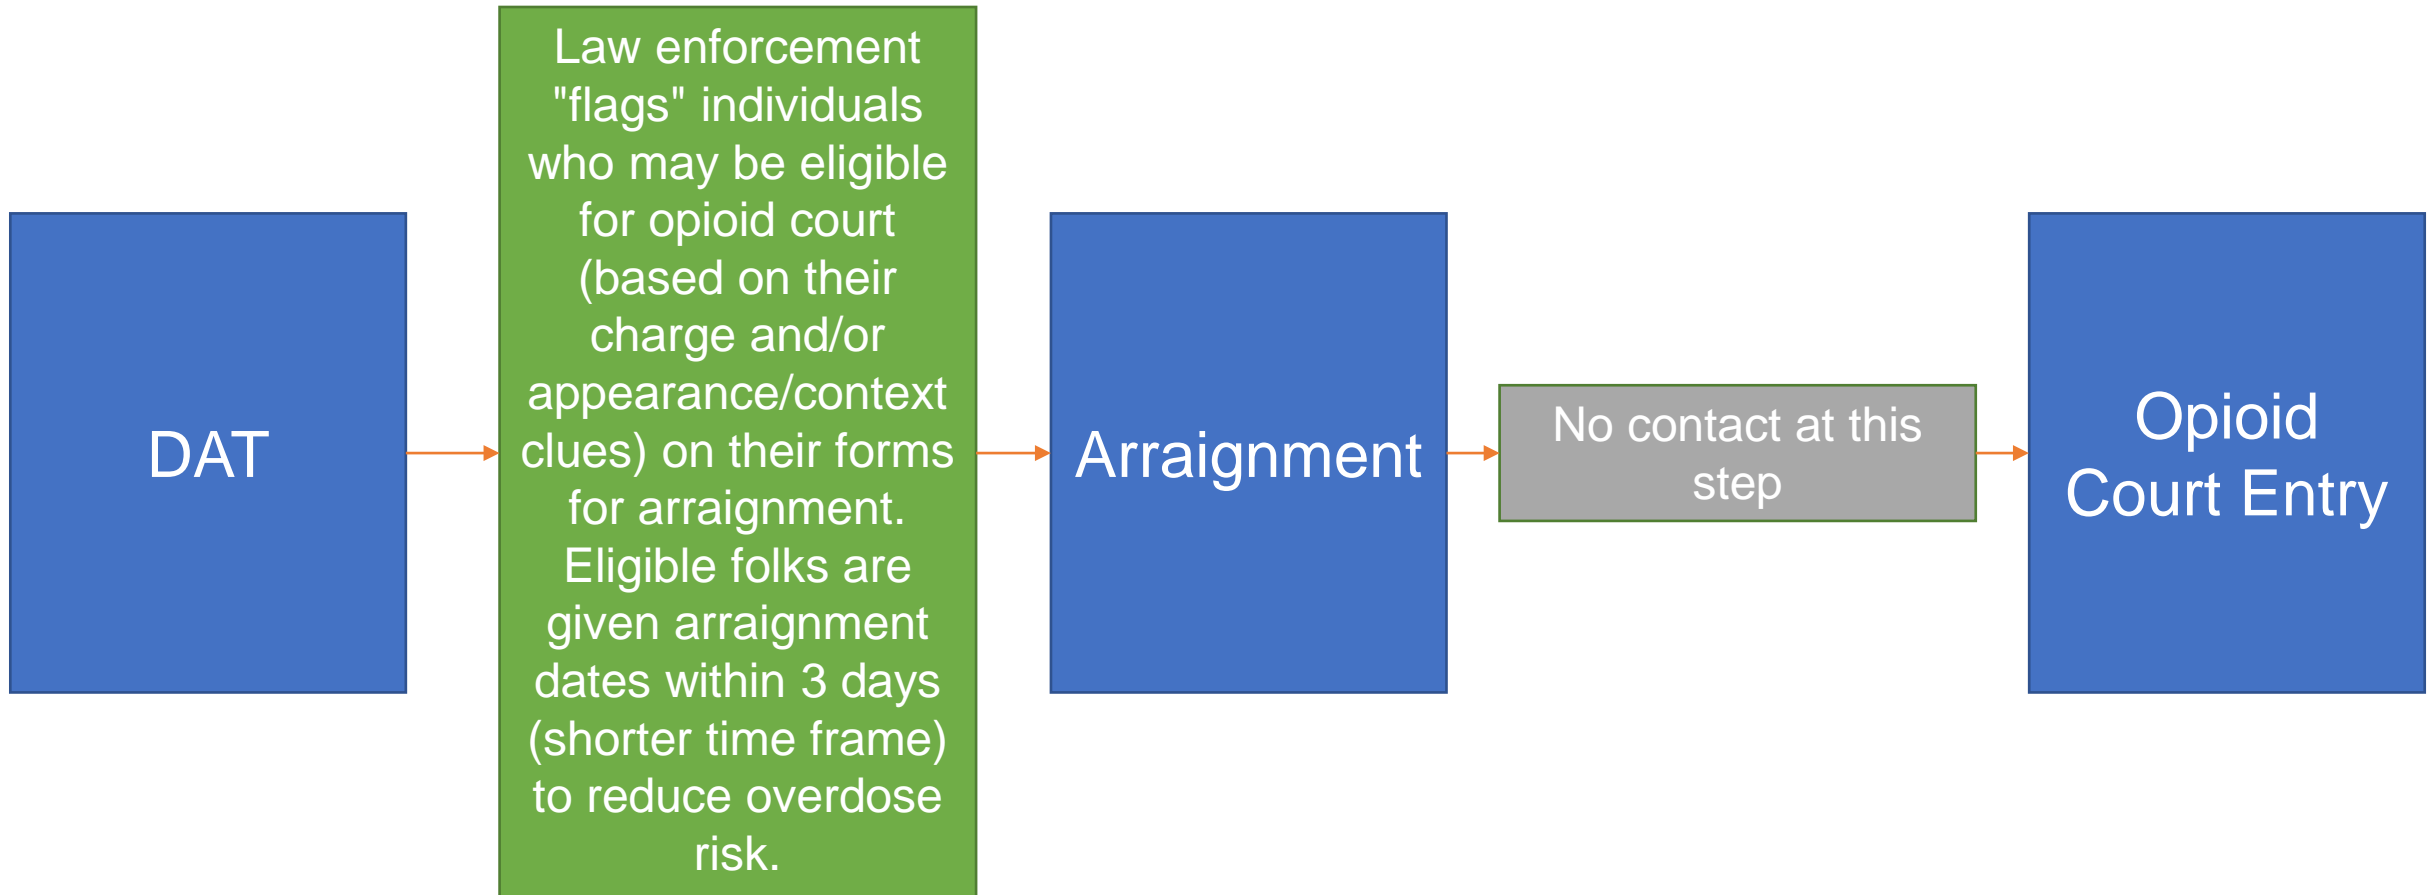 DAT
Law enforcement
"flags" individuals
who may be eligible
for opioid court
(based on their
charge and/or
appearance/context
clues) on their forms
for arraignment.
Eligible folks are
given arraignment
dates within 3 days
(shorter time frame)
to reduce overdose
risk.
Arraignment
No contact at this
step
Opioid
Court Entry